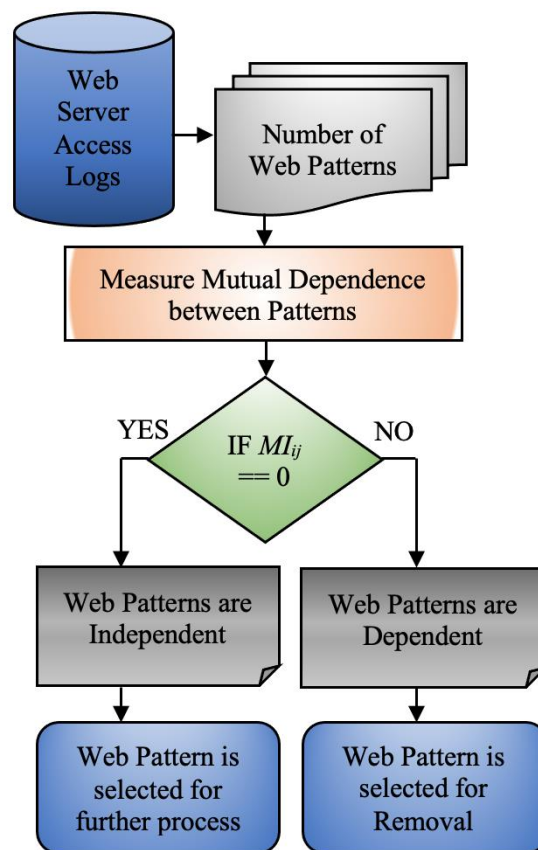 Web
Server
Access
Logs
Number of
Web Patterns
Measure Mutual Dependence
between Patterns
YES
NO
IF MIij
== 0
Web Patterns are
Independent
Web Patterns are
Dependent
Web Pattern is
selected for
further process
Web Pattern is
selected for
Removal